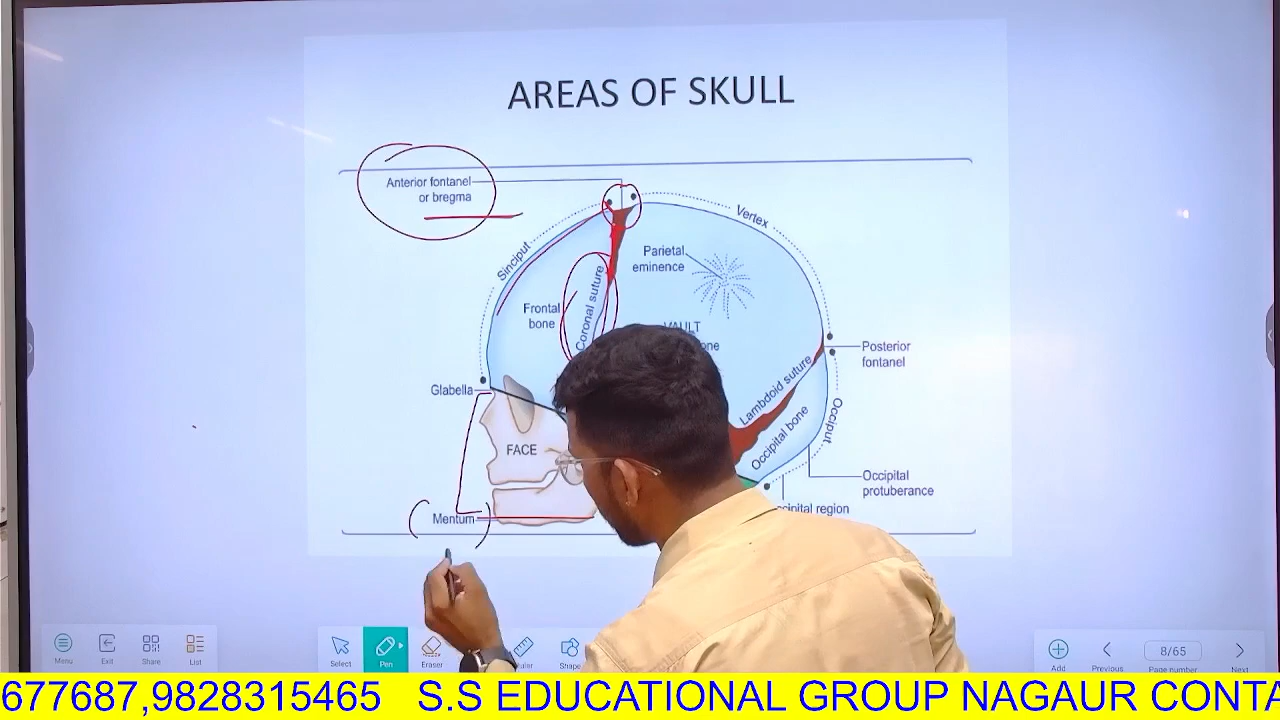 AREAS OF SKULL
Anterior fontanel
or bregma
Vertex
Sinciput
Parietal
eminence
Frontal
bone
Coronal suture
VAULT
Posterior
fontanel
Lambdoid suture
Glabella
Occiput
Occipital bone
FACE
Occipital
protuberance
Mentum
region
Menu
Exit
Share
List
Select
Pen
Eraser
Shape
Add
Previous
8/65
Page number
Next
677687,9828315465 S.S EDUCATIONAL GROUP NAGAUR CONTA